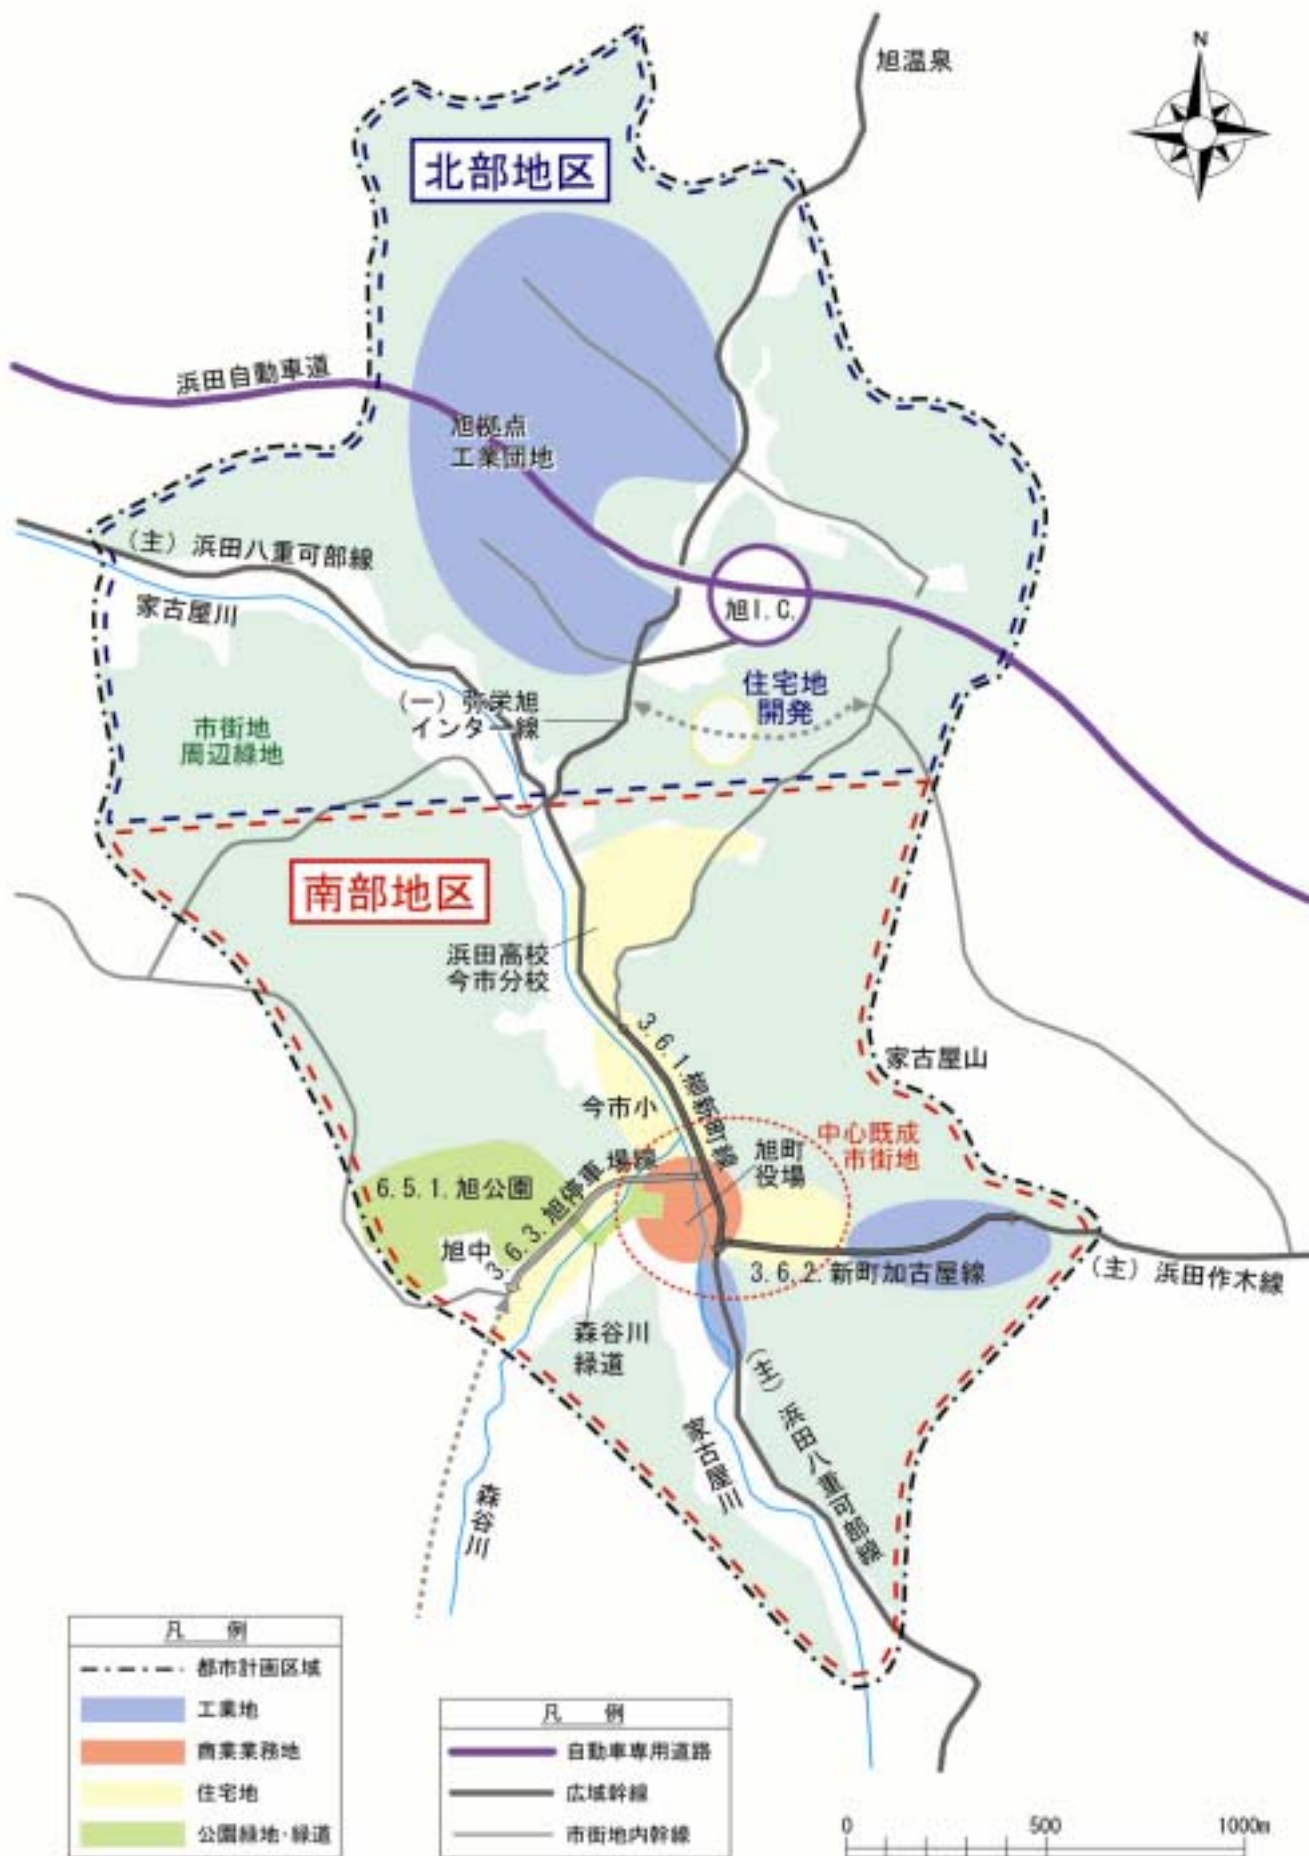 N
旭温泉
北部地区
浜田自動車道
旭拠点
工業団地
(主) 浜田八重可部線
家古屋川
旭I.C.
住宅地
開発
(一) 弥栄旭
インター線
市街地
周辺緑地
南部地区
浜田高校
今市分校
家古屋山
今市小
中心既成
市街地
旭町
役場
6.5.1.旭公園
3.6.3.旭停車場線
旭中
3.6.2.新町加古屋線
(主) 浜田作木線
森谷川
緑道
(主) 浜田八重可部線
家古屋川
森谷川
凡 例
都市計画区域
工業地
商業業務地
住宅地
公園緑地・緑道
凡 例
自動車専用道路
広域幹線
市街地内幹線
0 500 1000m